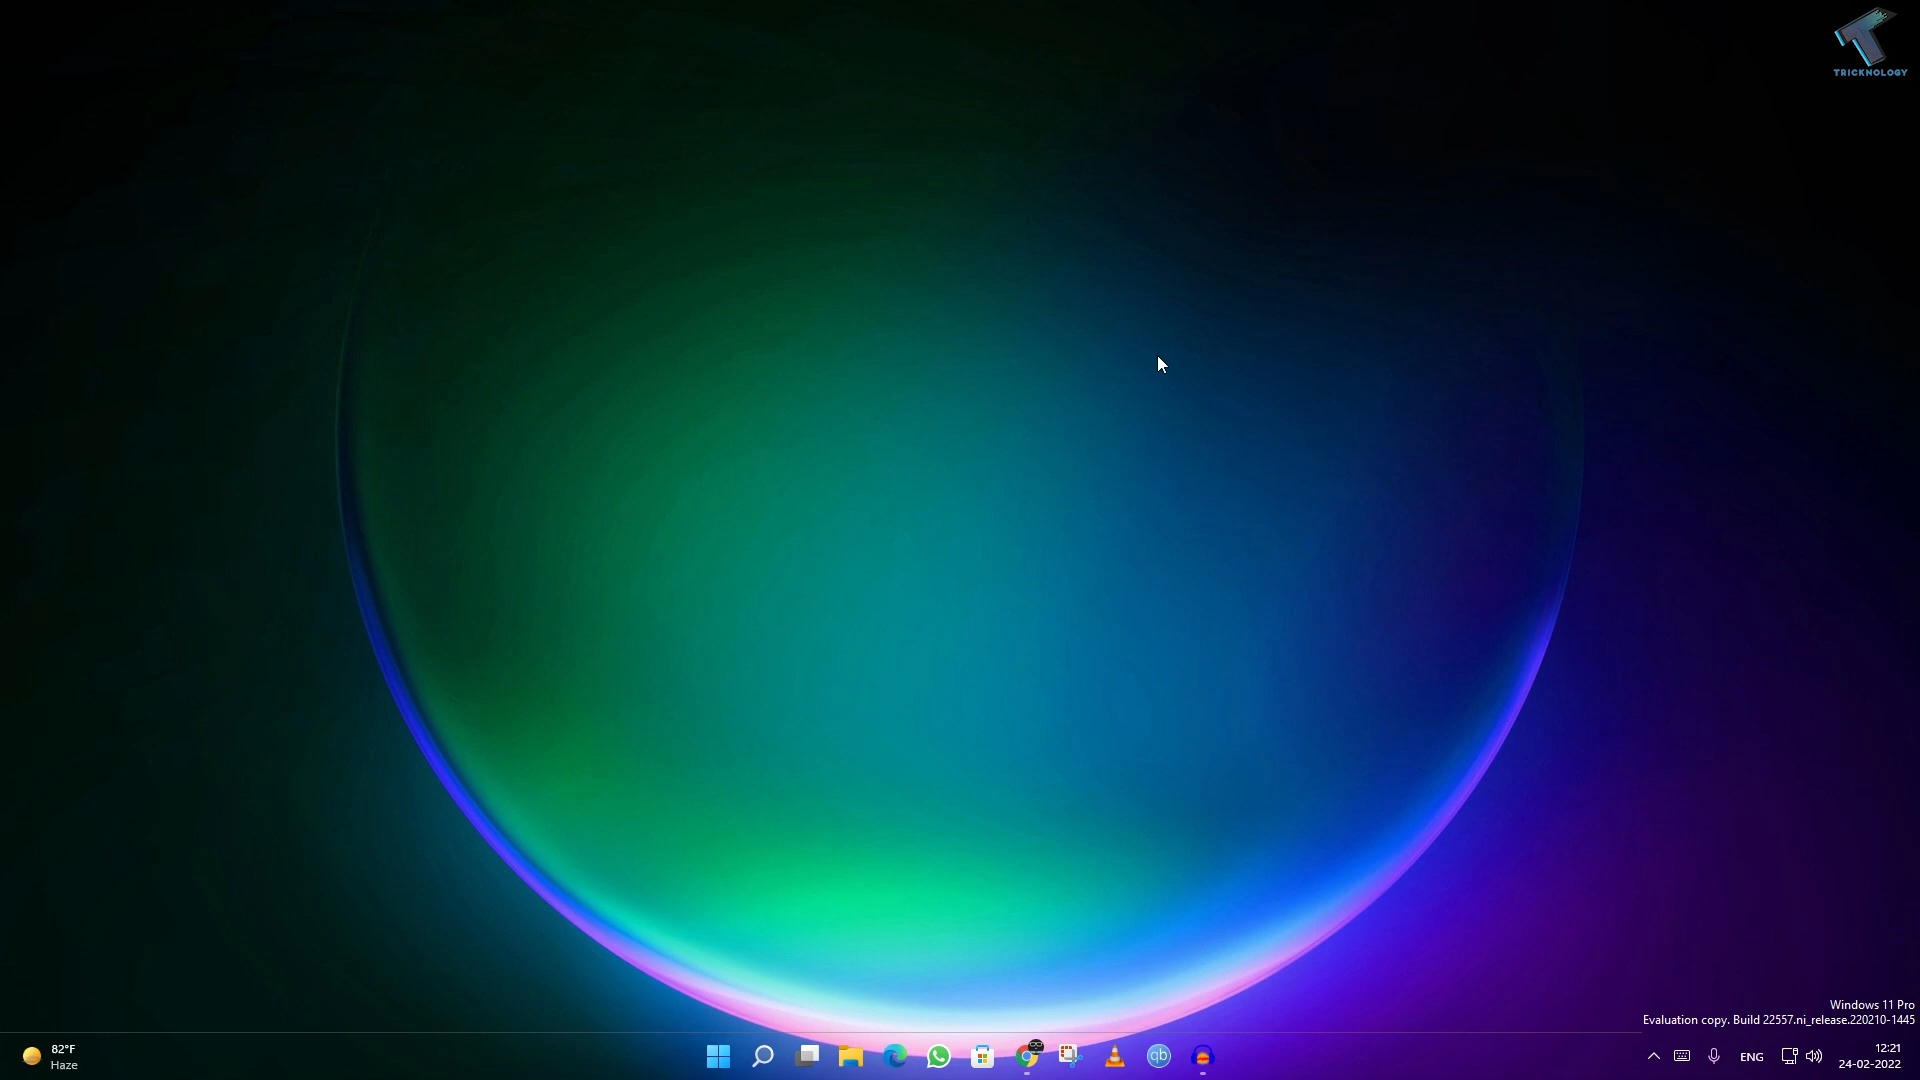 TRICKNOLOGY
Windows 11 Pro
Evaluation copy. Build 22557.ni_release.220210-1445
82°F
Haze
qb
ENG
12:21
24-02-2022